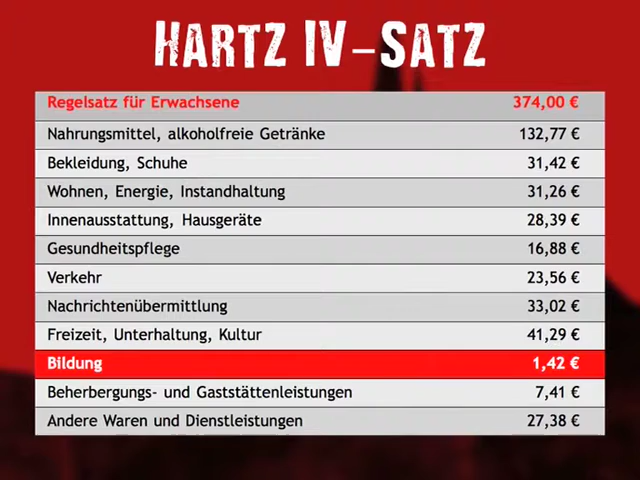 HARTZ IV–SATZ
Regelsatz für Erwachsene 374,00 €
Nahrungsmittel, alkoholfreie Getränke 132,77 €
Bekleidung, Schuhe 31,42 €
Wohnen, Energie, Instandhaltung 31,26 €
Innenausstattung, Hausgeräte 28,39 €
Gesundheitspflege 16,88 €
Verkehr 23,56 €
Nachrichtenübermittlung 33,02 €
Freizeit, Unterhaltung, Kultur 41,29 €
Bildung 1,42 €
Beherbergungs- und Gaststättenleistungen 7,41 €
Andere Waren und Dienstleistungen 27,38 €